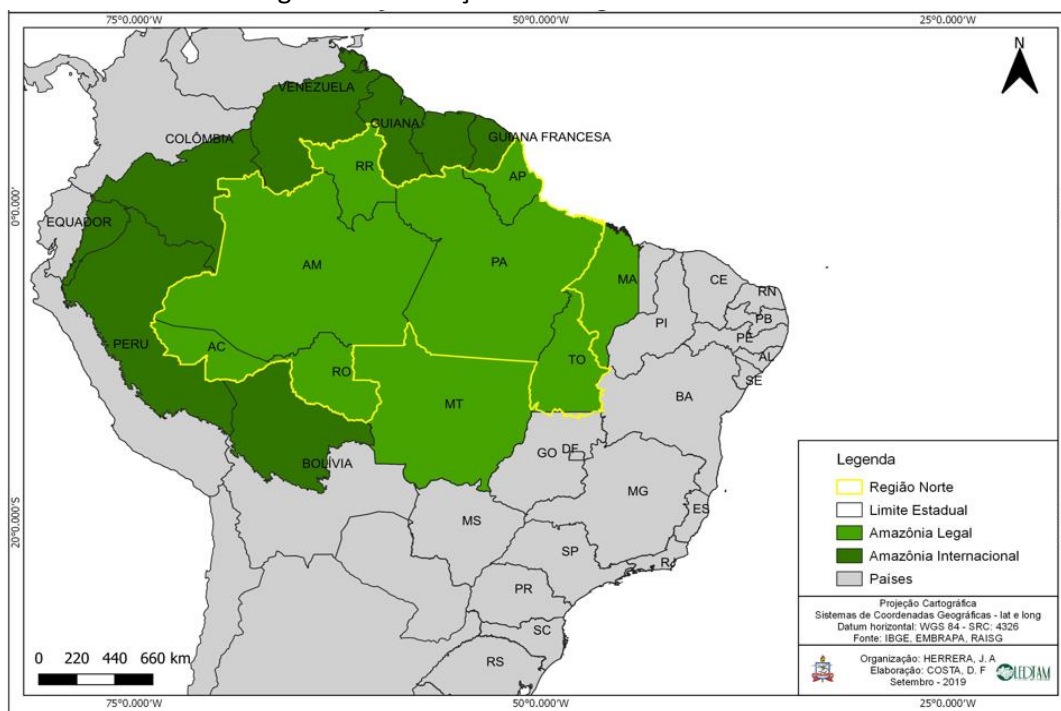 75°0.000'W 50°0.000'W 25°0.000'W
N
VENEZUELA
GUIANA
COLÔMBIA
GUIANA FRANCESA
RR
AP
0°0.000'
EQUADOR
AM
PA
MA
CE
RN
PB
PI
PE
AL
SE
PERU
AC
RO
TO
MT
BA
BOLÍVIA
GO
DF
MG
ES
MS
SP
RJ
PR
SC
RS
20°0.000'S
Legenda
Região Norte
Limite Estadual
Amazônia Legal
Amazônia Internacional
Países
Projeção Cartográfica
Sistemas de Coordenadas Geográficas - lat e long
Datum horizontal: WGS 84 - SRC: 4326
Fonte: IBGE, EMBRAPA, RAISG
Organização: HERRERA, J. A
Elaboração: COSTA, D. F
Setembro - 2019
0 220 440 660 km
75°0.000'W 50°0.000'W 25°0.000'W